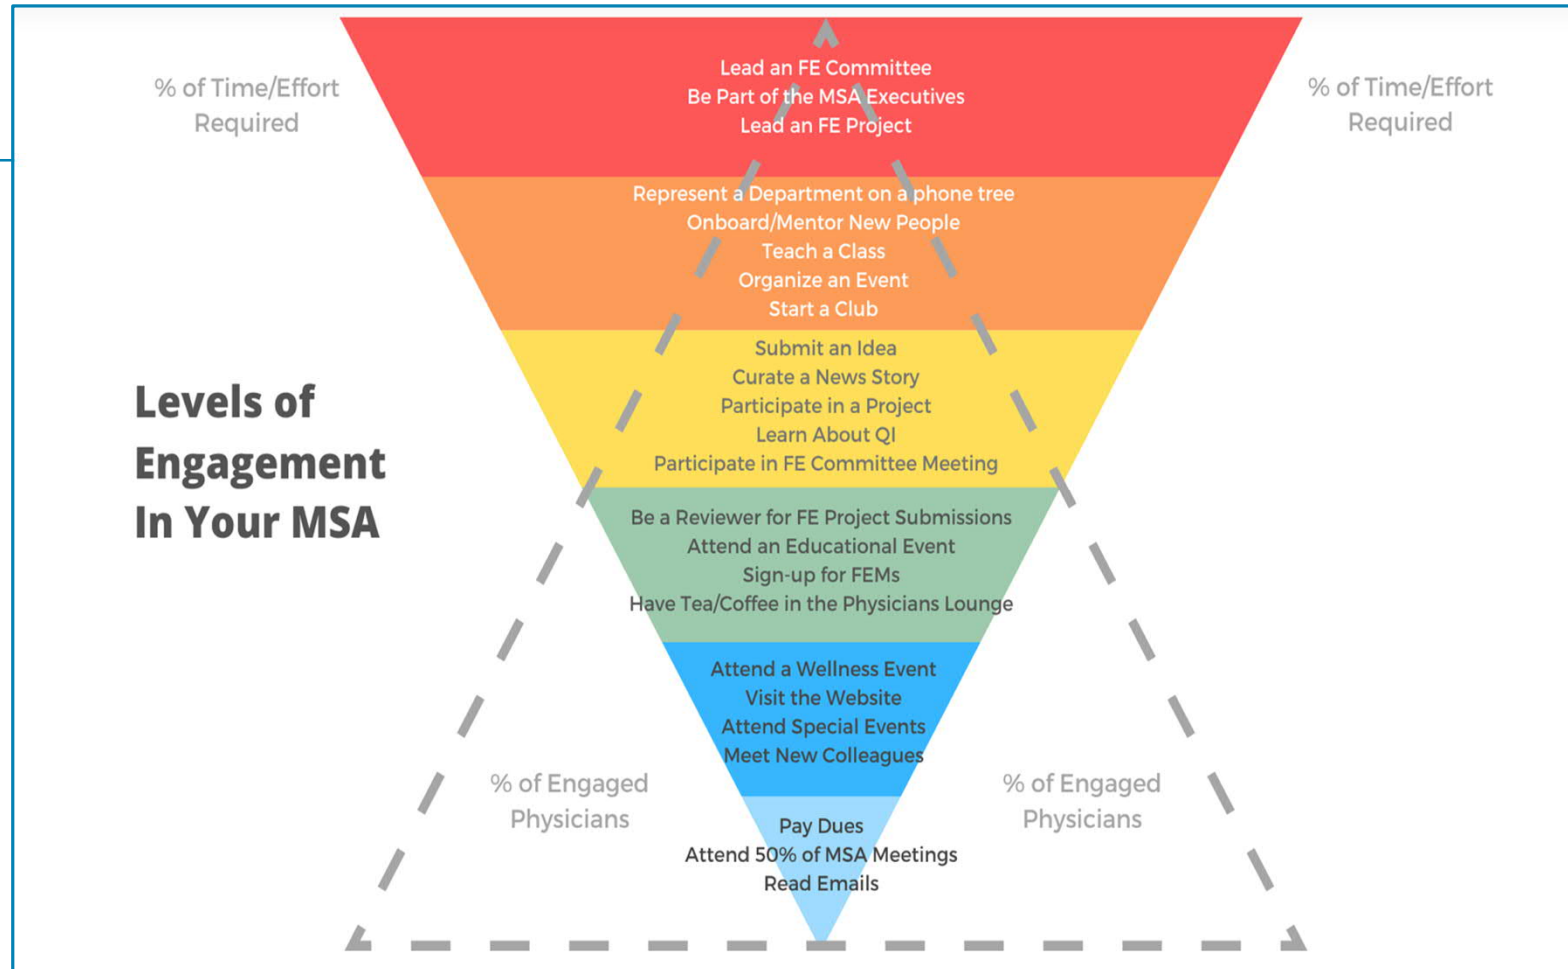 % of Time/Effort
Required
% of Time/Effort
Required
Lead an FE Committee
Be Part of the MSA Executives
Lead an FE Project
Represent a Department on a phone tree
Onboard/Mentor New People
Teach a Class
Organize an Event
Start a Club
Levels of
Engagement
In Your MSA
Submit an Idea
Curate a News Story
Participate in a Project
Learn About QI
Participate in FE Committee Meeting
Be a Reviewer for FE Project Submissions
Attend an Educational Event
Sign-up for FEMs
Have Tea/Coffee in the Physicians Lounge
Attend a Wellness Event
Visit the Website
Attend Special Events
Meet New Colleagues
% of Engaged
Physicians
% of Engaged
Physicians
Pay Dues
Attend 50% of MSA Meetings
Read Emails